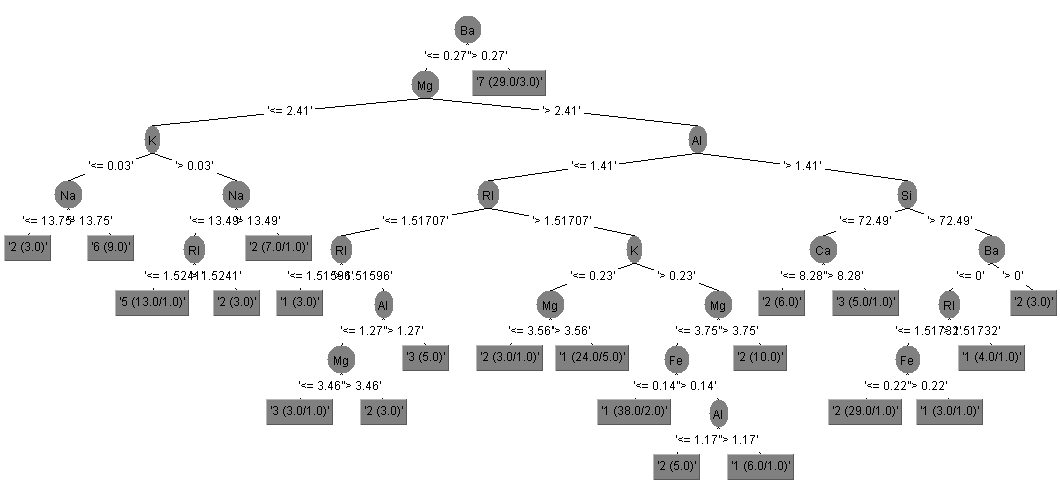 Ba
'<= 0.27''> 0.27'
Mg '7 (29.0/3.0)'
'<= 2.41' '> 2.41'
K Al
'<= 0.03' '> 0.03' '<= 1.41' '> 1.41'
Na Na RI Si
'<= 13.75' 13.75' '<= 13.49' 13.49' '<= 1.51707' '> 1.51707' '<= 72.49' '> 72.49'
'2 (3.0)' '6 (9.0)' RI '2 (7.0/1.0)' RI K Ca Ba
'<= 1.5241' 1.5241' '<= 1.51596' 1.51596' '<= 0.23' '> 0.23' '<= 8.28''> 8.28' '<= 0' '> 0'
'5 (13.0/1.0)' '2 (3.0)' '1 (3.0)' Al Mg Mg '2 (6.0)' '3 (5.0/1.0)' RI '2 (3.0)'
'<= 1.27''> 1.27' '<= 3.56''> 3.56' '<= 3.75''> 3.75' '<= 1.51732' 1.51732'
Mg '3 (5.0)' '2 (3.0/1.0)' '1 (24.0/5.0)' Fe '2 (10.0)' Fe '1 (4.0/1.0)'
'<= 3.46''> 3.46' '<= 0.14''> 0.14' '<= 0.22''> 0.22'
'3 (3.0/1.0)' '2 (3.0)' '1 (38.0/2.0)' Al '2 (29.0/1.0)' '1 (3.0/1.0)'
'<= 1.17''> 1.17'
'2 (5.0)' '1 (6.0/1.0)'